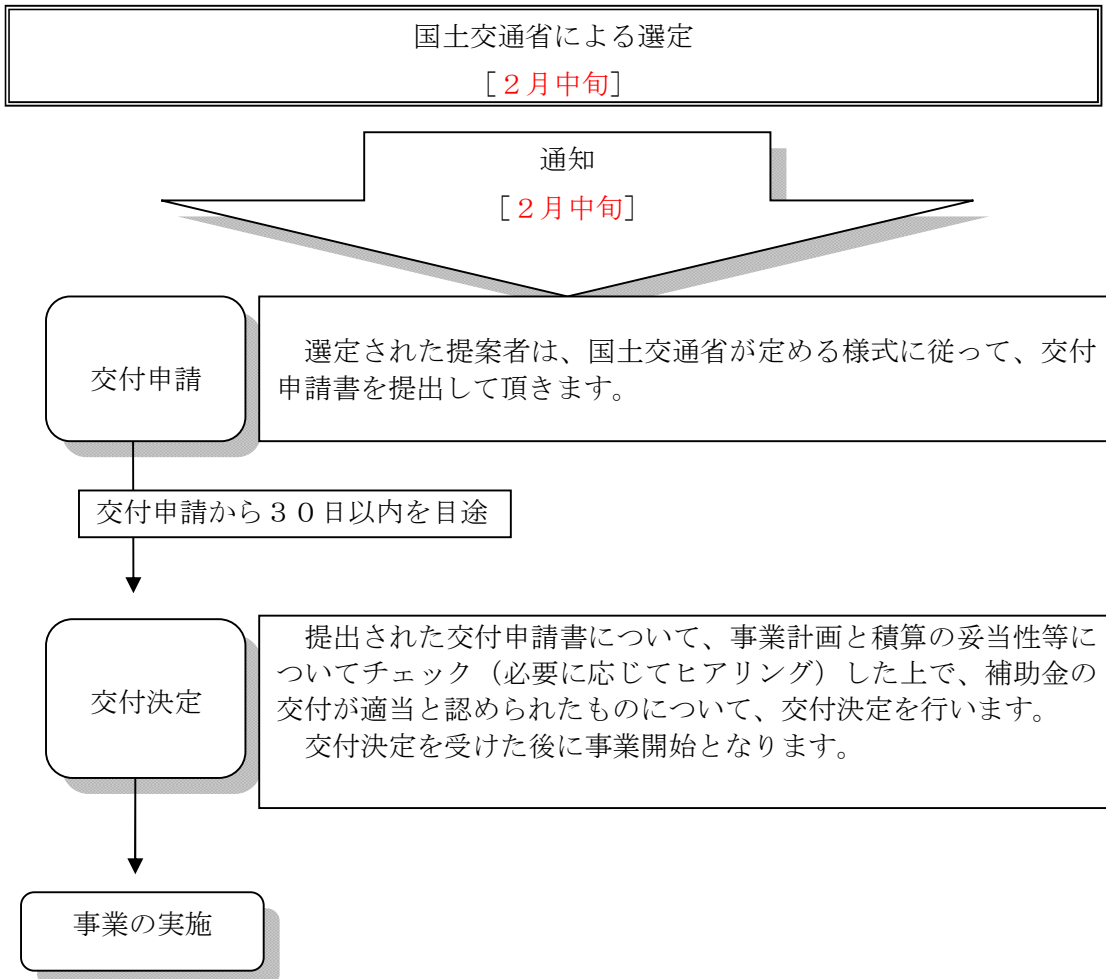 国土交通省による選定
［２月中旬］
通知
［２月中旬］
交付申請
選定された提案者は、国土交通省が定める様式に従って、交付
申請書を提出して頂きます。
交付申請から３０日以内を目途
交付決定
提出された交付申請書について、事業計画と積算の妥当性等に
ついてチェック（必要に応じてヒアリング）した上で、補助金の
交付が適当と認められたものについて、交付決定を行います。
交付決定を受けた後に事業開始となります。
事業の実施